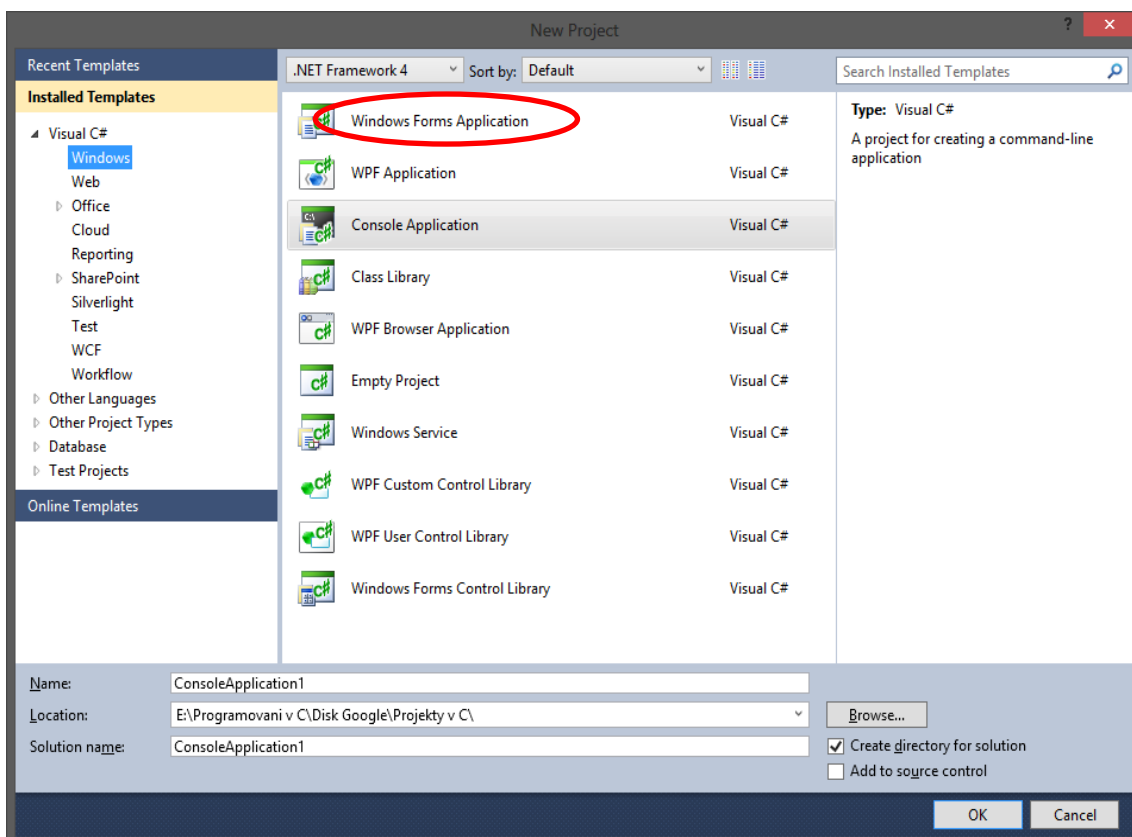 New Project
?
Recent Templates
.NET Framework 4
Sort by:
Default
Search Installed Templates
Installed Templates
Visual C#
Windows
Web
Office
Cloud
Reporting
SharePoint
Silverlight
Test
WCF
Workflow
Other Languages
Other Project Types
Database
Test Projects
Online Templates
Windows Forms Application Visual C#
WPF Application Visual C#
Console Application Visual C#
Class Library Visual C#
WPF Browser Application Visual C#
Empty Project Visual C#
Windows Service Visual C#
WPF Custom Control Library Visual C#
WPF User Control Library Visual C#
Windows Forms Control Library Visual C#
Type: Visual C#
A project for creating a command-line
application
Name: ConsoleApplication1
Location: E:\Programovani v C\Disk Google\Projekty v C\
Browse...
Solution name: ConsoleApplication1
Create directory for solution
Add to source control
OK
Cancel